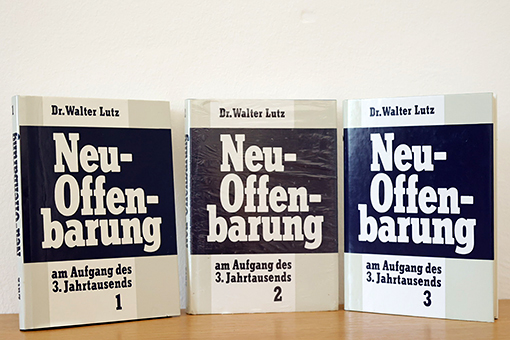 Dr. Walter Lutz
Neu-
Offen-
barung
am Aufgang des
3. Jahrtausends
1
Dr. Walter Lutz
Neu-
Offen-
barung
am Aufgang des
3. Jahrtausends
2
Dr. Walter Lutz
Neu-
Offen-
barung
am Aufgang des
3. Jahrtausends
3